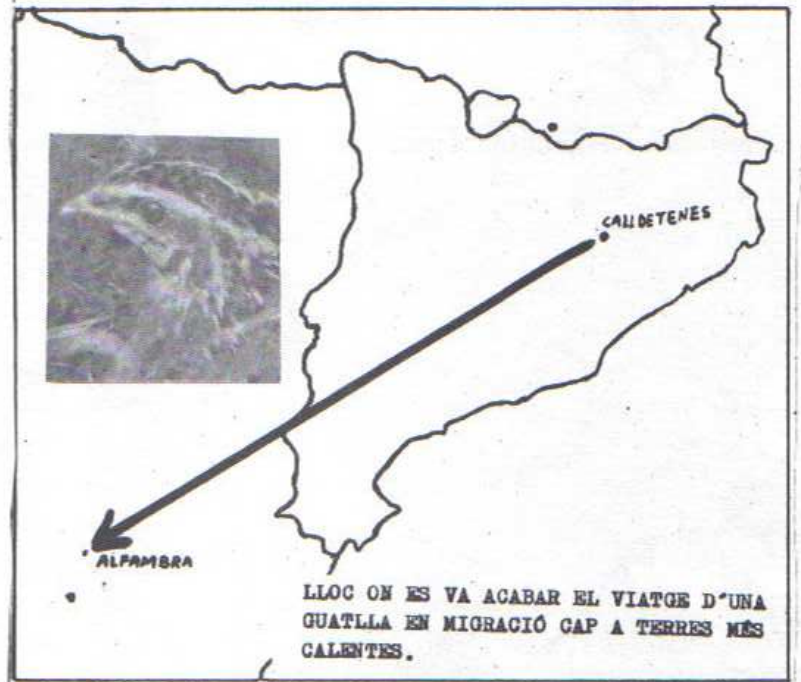 CALLDETENES
ALFAMBRA
LLOC ON ES VA ACABAR EL VIATGE D'UNA
GUATLLA EN MIGRACIÓ CAP A TERRES MÉS
CALENTES.